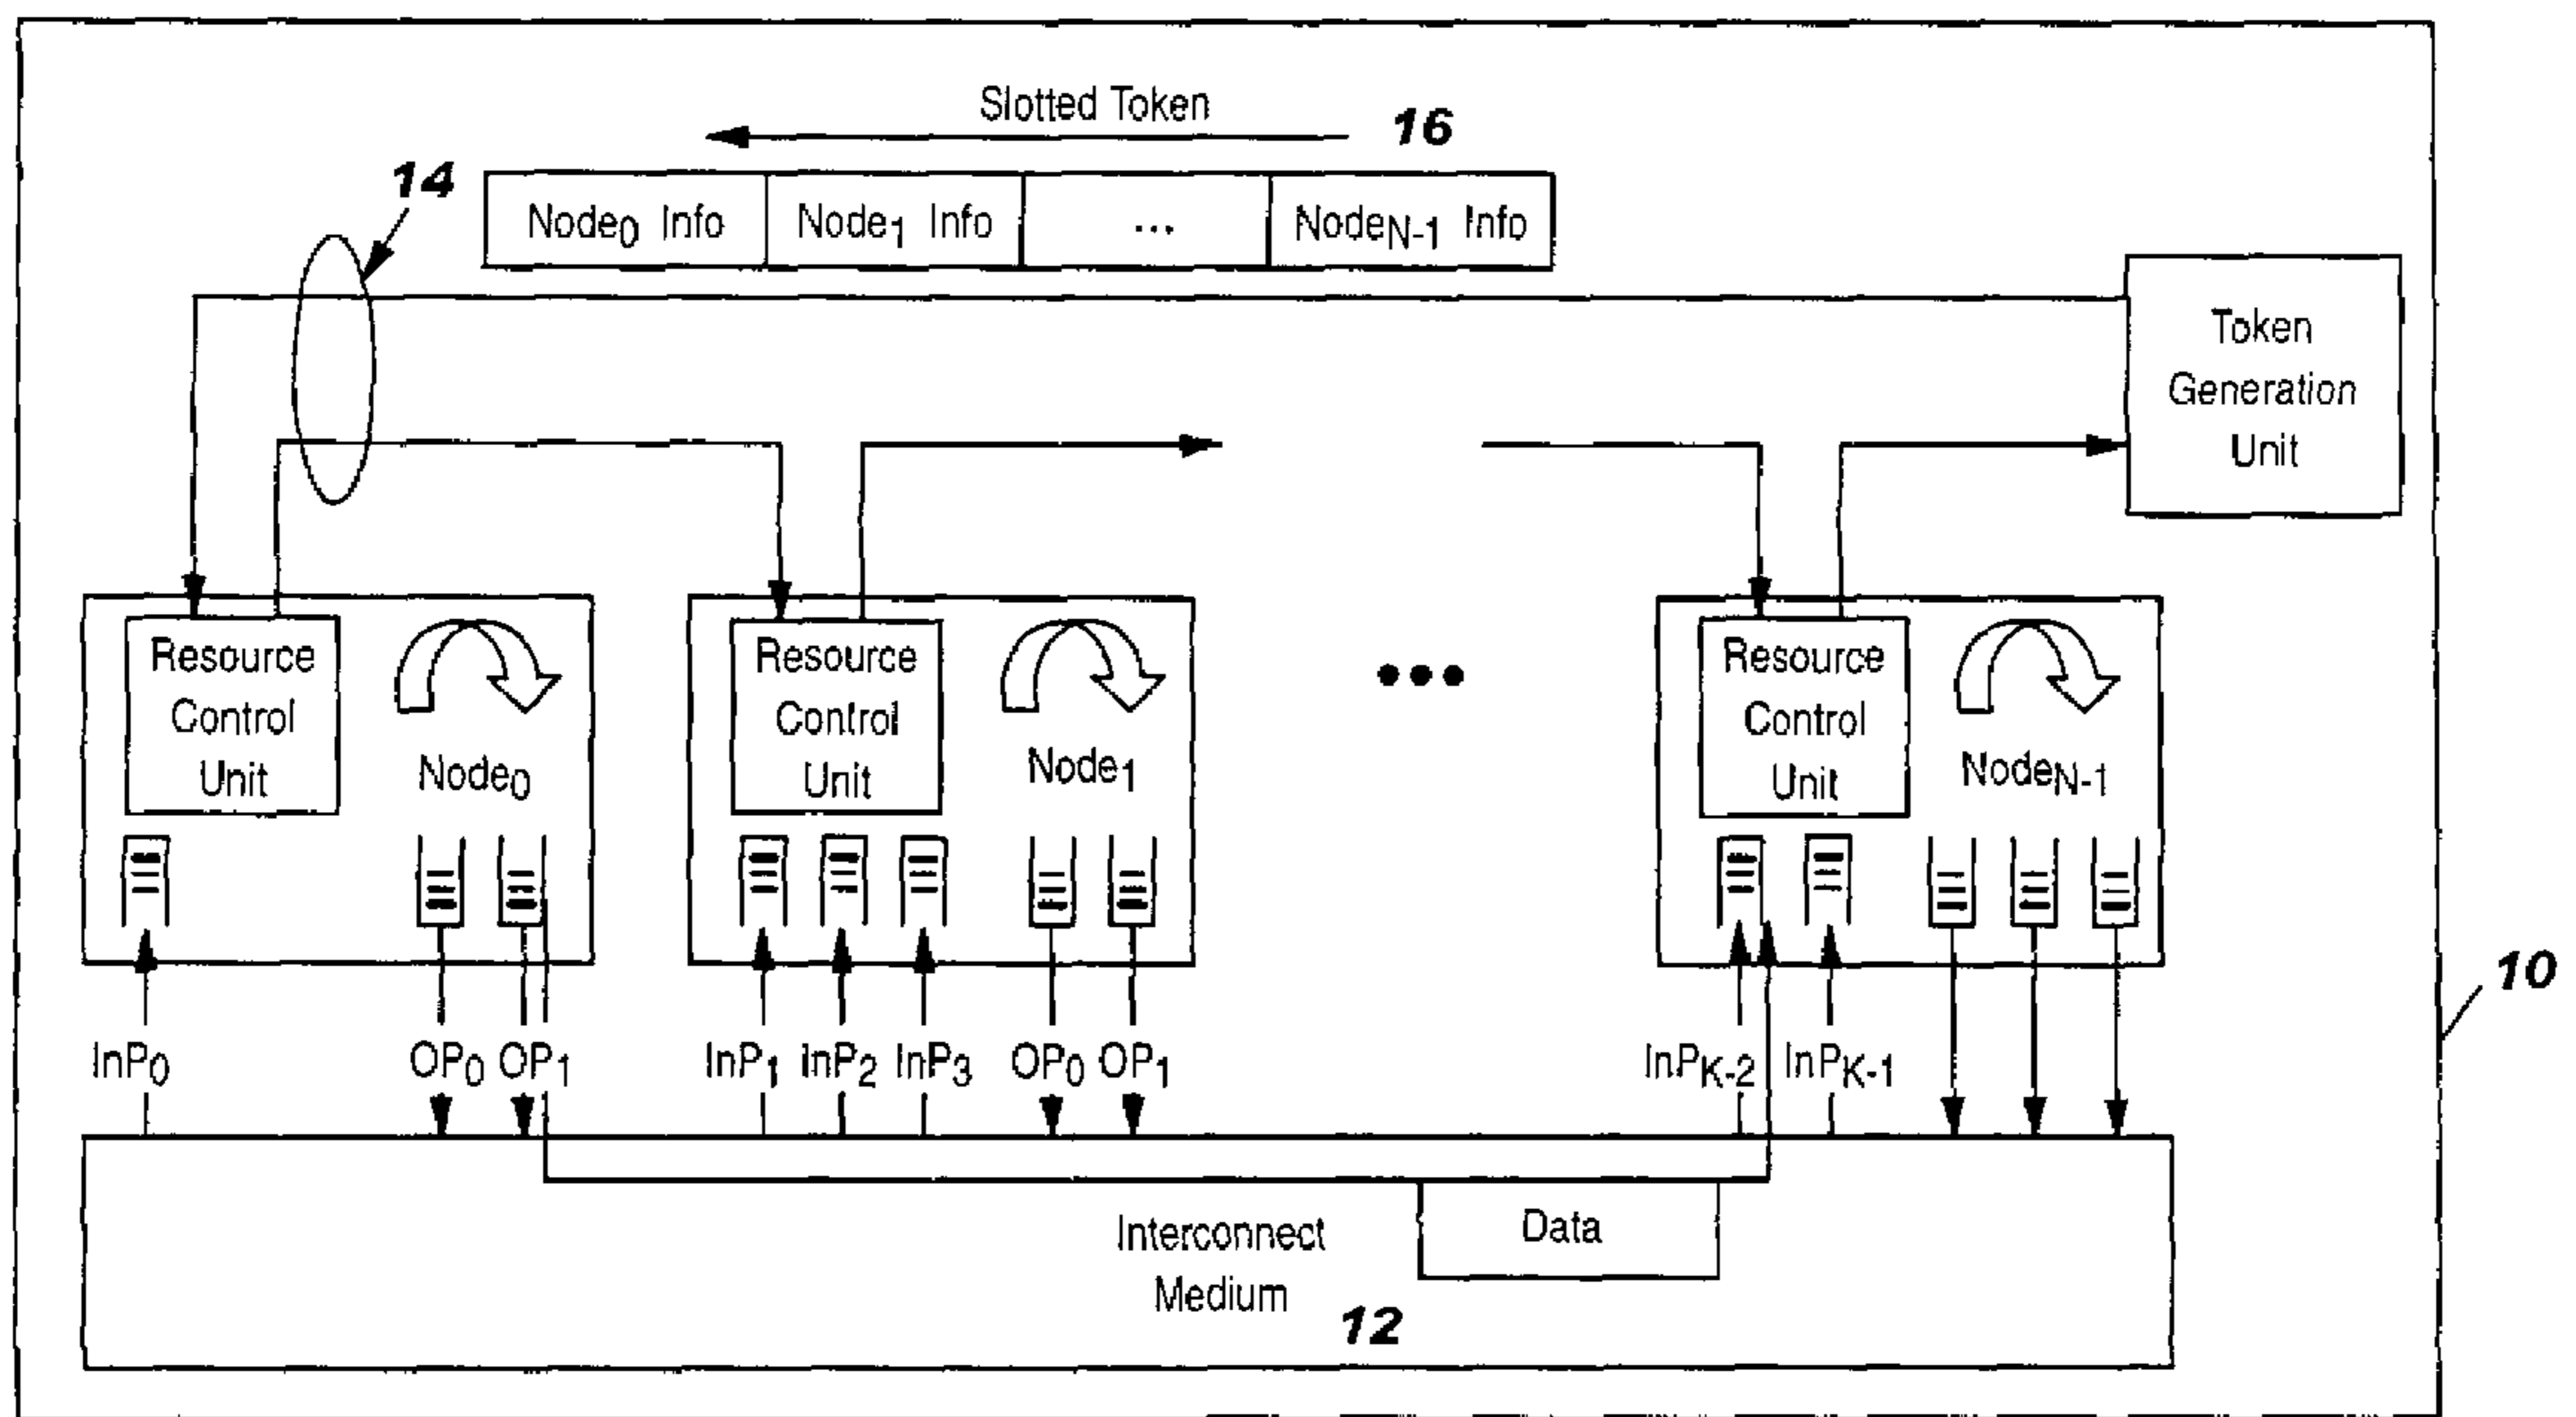 Slotted Token
16
14
Node0 Info Node1 Info ... NodeN-1 Info
Token
Generation
Unit
Resource
Control
Unit
Node0
Resource
Control
Unit
Node1
Resource
Control
Unit
NodeN-1
10
InP0 OP0 OP1 InP1 InP2 InP3 OP0 OP1 InPK-2 InPK-1
Data
Interconnect
Medium
12